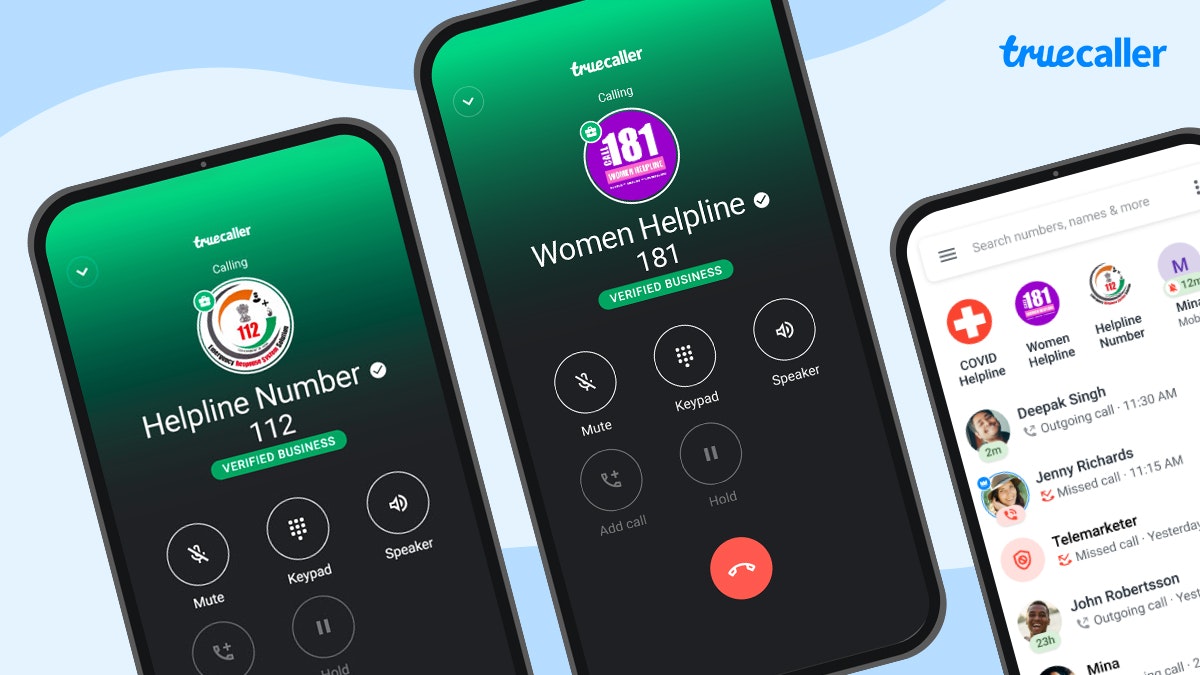 truecaller
truecaller
Calling
112
Emergency Response System Solution
Helpline Number
112
VERIFIED BUSINESS
Mute
Keypad
Speaker
Hold
truecaller
Calling
CALL 181
WOMEN HELPLINE
Women Helpline
181
VERIFIED BUSINESS
Mute
Keypad
Speaker
Add call
Hold
Search numbers, names & more
COVID
Helpline
181
Women
Helpline
112
Helpline
Number
M
12m
Mina
Mob
Deepak Singh
Outgoing call · 11:30 AM
2m
Jenny Richards
Missed call · 11:15 AM
Telemarketer
Missed call · Yesterday
John Robertsson
Outgoing call · Yest
23h
Mina